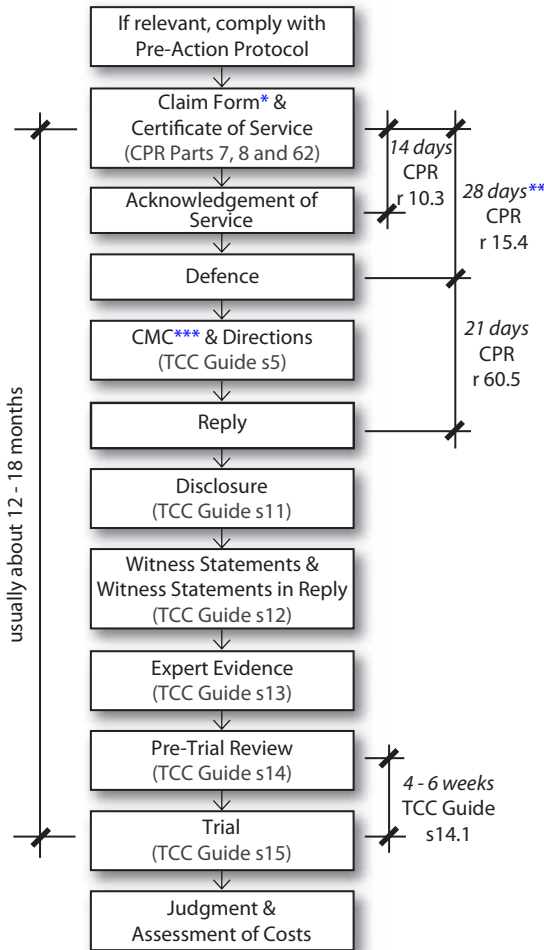 If relevant, comply with
Pre-Action Protocol
Claim Form* &
Certificate of Service
(CPR Parts 7, 8 and 62)
Acknowledgement of
Service
Defence
CMC*** & Directions
(TCC Guide s5)
Reply
Disclosure
(TCC Guide s11)
Witness Statements &
Witness Statements in Reply
(TCC Guide s12)
Expert Evidence
(TCC Guide s13)
Pre-Trial Review
(TCC Guide s14)
Trial
(TCC Guide s15)
Judgment &
Assessment of Costs
usually about 12 - 18 months
14 days
CPR
r 10.3
28 days**
CPR
r 15.4
21 days
CPR
r 60.5
4 - 6 weeks
TCC Guide
s14.1